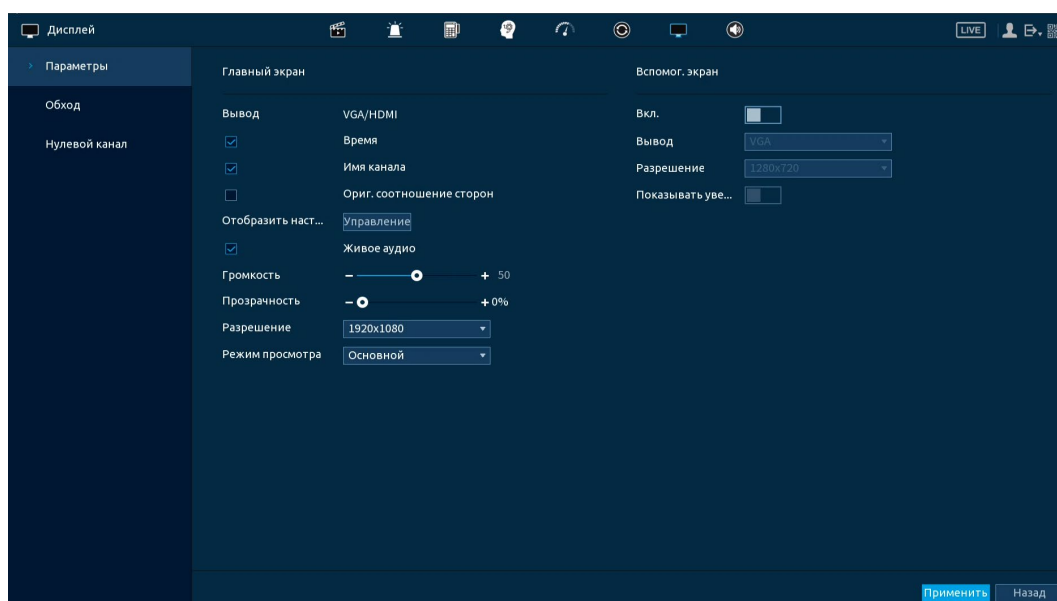 Дисплей
LIVE
Параметры
Обход
Нулевой канал
Главный экран
Вывод VGA/HDMI
Время
Имя канала
Ориг. соотношение сторон
Отобразить наст... Управление
Живое аудио
Громкость - + 50
Прозрачность - + 0%
Разрешение 1920x1080
Режим просмотра Основной
Вспомог. экран
Вкл.
Вывод VGA
Разрешение 1280x720
Показывать уве...
Применить Назад